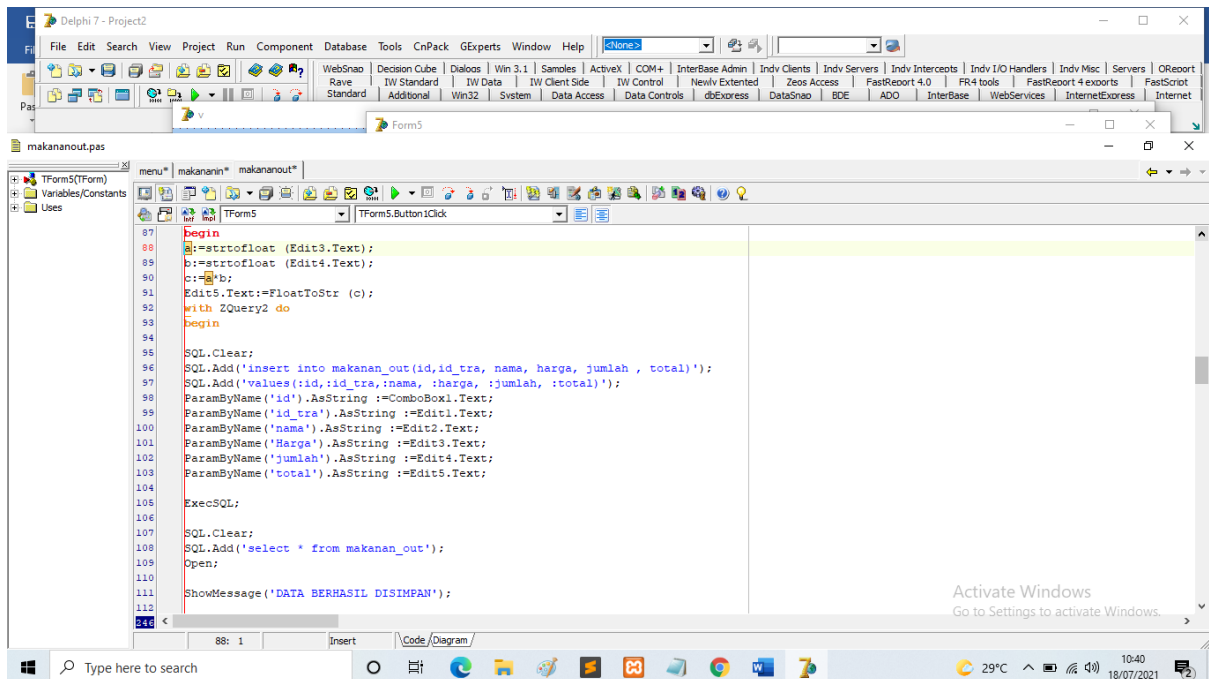 Delphi 7 - Project2
File Edit Search View Project Run Component Database Tools CnPack GExperts Window Help <None>
WebSnap Decision Cube Dialogs Win 3.1 Samples ActiveX COM+ InterBase Admin Indy Clients Indy Servers Indy Intercepts Indy I/O Handlers Indy Misc Servers QReport
Rave IW Standard IW Data IW Client Side IW Control Newly Extented Zeos Access FastReport 4.0 FR4 tools FastReport 4 exports FastScript
Standard Additional Win32 System Data Access Data Controls dbExpress DataSnap BDE ADO InterBase WebServices InternetExpress Internet
Pas
v
Form5
makananout.pas
TForm5(TForm)
Variables/Constants
Uses
menu* makananin* makananout*
TForm5 TForm5.Button1Click
87 begin
88 a:=strtofloat (Edit3.Text);
89 b:=strtofloat (Edit4.Text);
90 c:=a*b;
91 Edit5.Text:=FloatToStr (c);
92 with ZQuery2 do
93 begin
94
95 SQL.Clear;
96 SQL.Add('insert into makanan_out(id,id_tra, nama, harga, jumlah , total)');
97 SQL.Add('values(:id,:id_tra,:nama, :harga, :jumlah, :total)');
98 ParamByName('id').AsString :=ComboBox1.Text;
99 ParamByName('id_tra').AsString :=Edit1.Text;
100 ParamByName('nama').AsString :=Edit2.Text;
101 ParamByName('Harga').AsString :=Edit3.Text;
102 ParamByName('jumlah').AsString :=Edit4.Text;
103 ParamByName('total').AsString :=Edit5.Text;
104
105 ExecSQL;
106
107 SQL.Clear;
108 SQL.Add('select * from makanan_out');
109 Open;
110
111 ShowMessage('DATA BERHASIL DISIMPAN');
112
246
Activate Windows
Go to Settings to activate Windows.
88: 1 Insert Code Diagram
Type here to search
29°C
10:40
18/07/2021